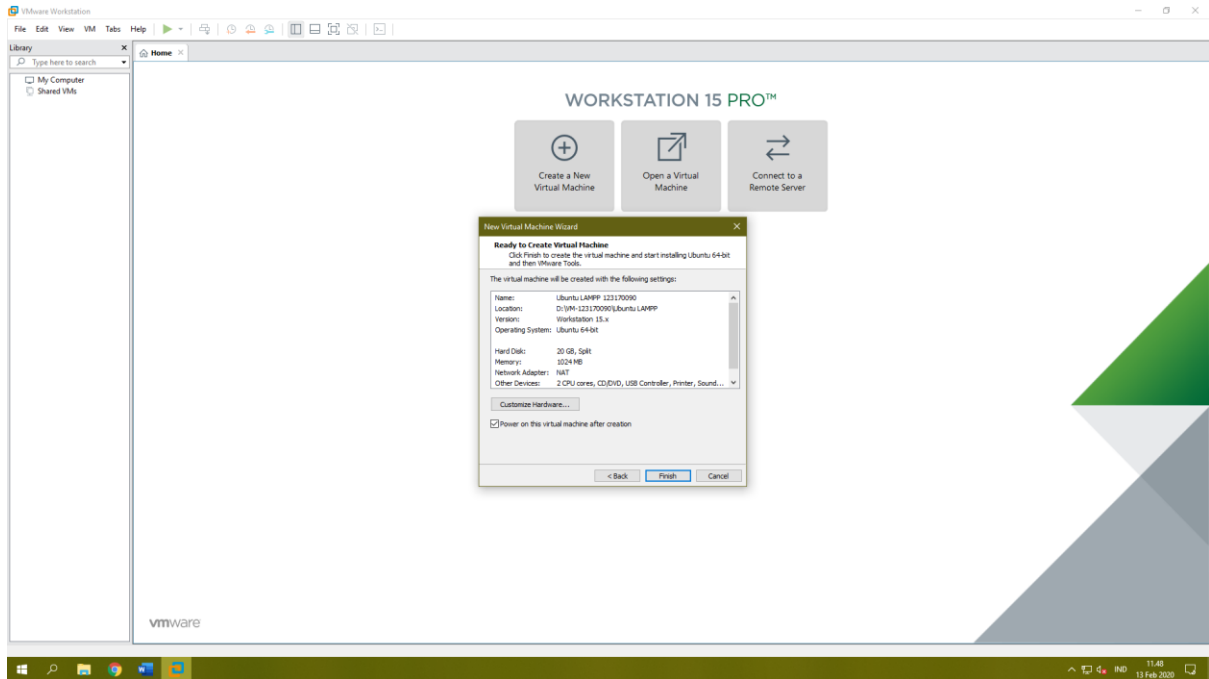 VMware Workstation
File Edit View VM Tabs Help
Library
Type here to search
My Computer
Shared VMs
Home
WORKSTATION 15 PRO™
Create a New
Virtual Machine
Open a Virtual
Machine
Connect to a
Remote Server
New Virtual Machine Wizard
Ready to Create Virtual Machine
Click Finish to create the virtual machine and start installing Ubuntu 64-bit
and then VMware Tools.
The virtual machine will be created with the following settings:
Name: Ubuntu LAMPP 123170090
Location: D:\VM-123170090\Ubuntu LAMPP
Version: Workstation 15.x
Operating System: Ubuntu 64-bit
Hard Disk: 20 GB, Split
Memory: 1024 MB
Network Adapter: NAT
Other Devices: 2 CPU cores, CD/DVD, USB Controller, Printer, Sound...
Customize Hardware...
Power on this virtual machine after creation
< Back Finish Cancel
vmware
IND
11.48
13 Feb 2020